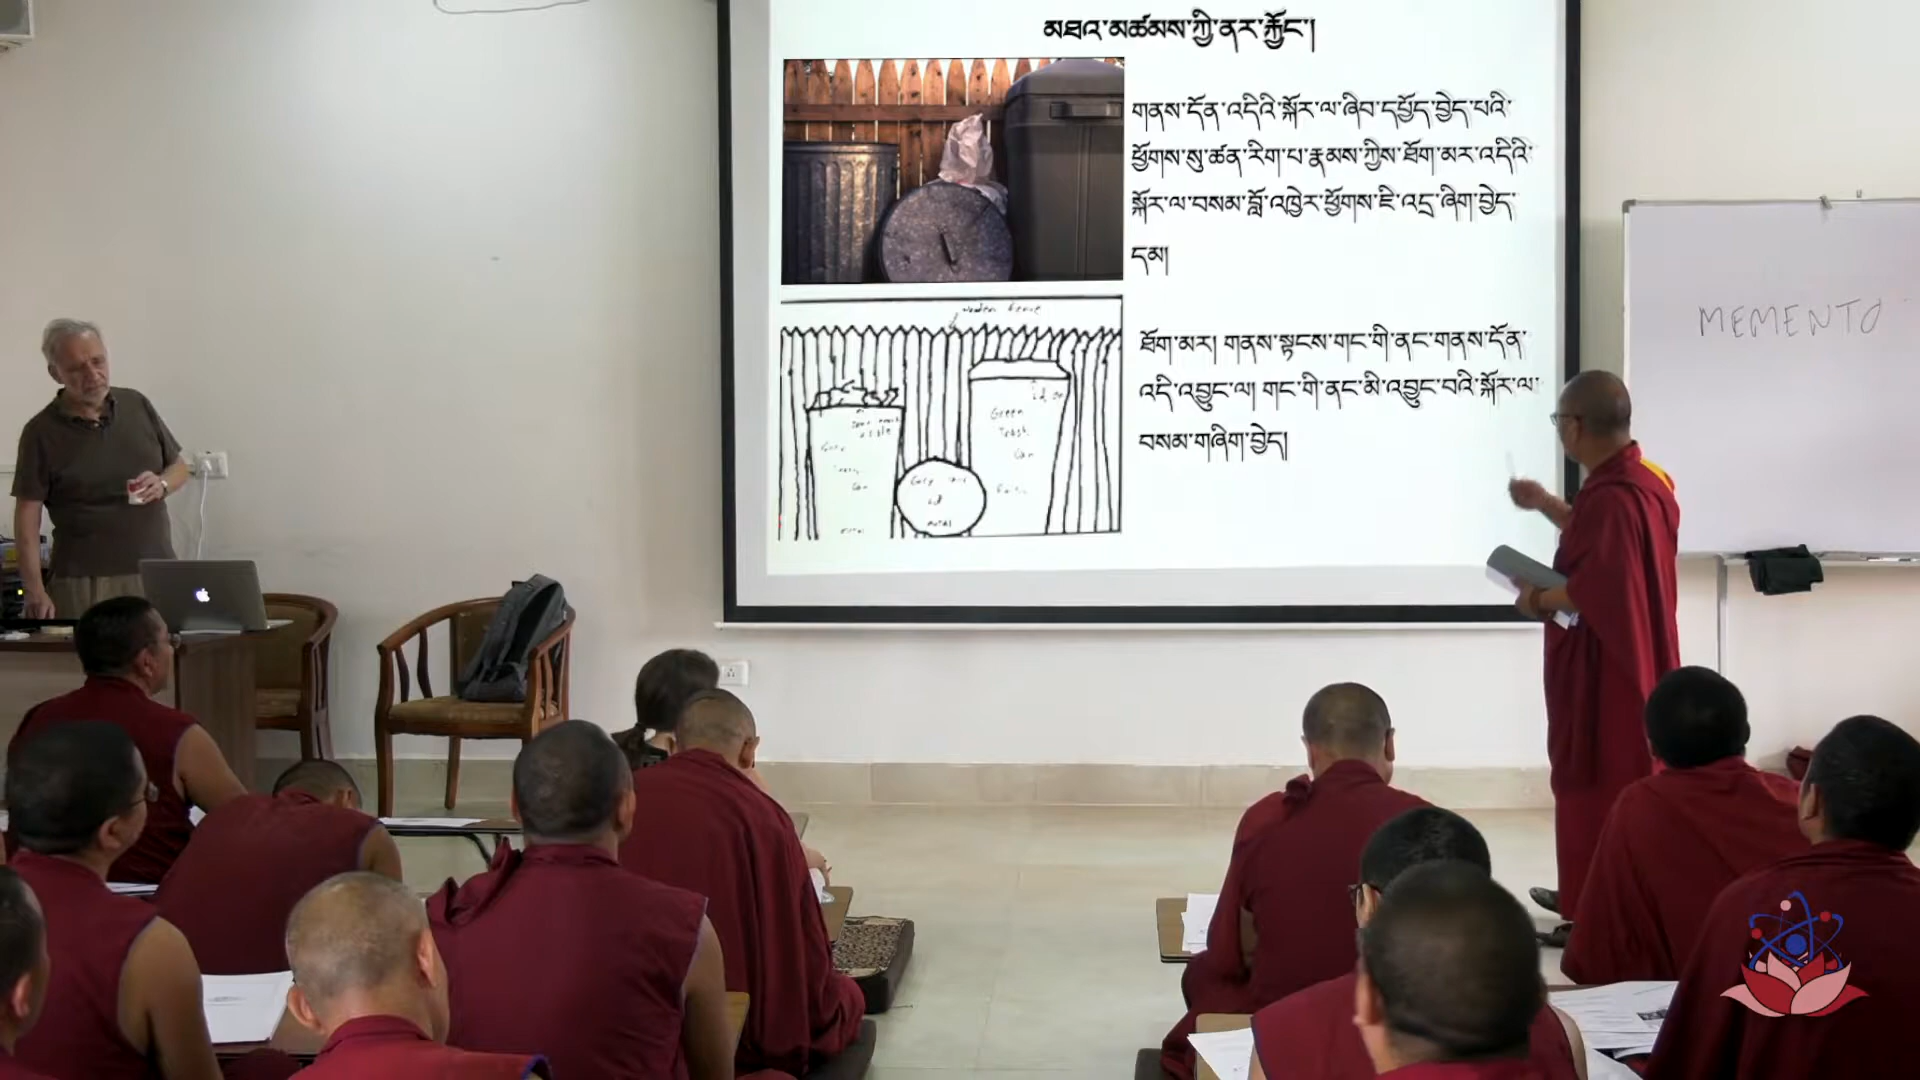 མཐའ་མཚམས་ཀྱི་ནར་རྐྱོང་།
གནས་དོན་འདིའི་སྐོར་ལ་ཞིབ་དཔྱོད་བྱེད་པའི་
ཕྱོགས་སུ་ཚན་རིག་པ་རྣམས་ཀྱིས་ཐོག་མར་འདིའི་
སྐོར་ལ་བསམ་བློ་འཁྱེར་ཕྱོགས་ཇི་འདྲ་ཞིག་བྱེད་
དམ།
ཐོག་མར། གནས་སྟངས་གང་གི་ནང་གནས་དོན་
འདི་འབྱུང་ལ། གང་གི་ནང་མི་འབྱུང་བའི་སྐོར་ལ་
བསམ་གཞིག་བྱེད།
wooden fence
Green
Trash
Can
MEMENTO